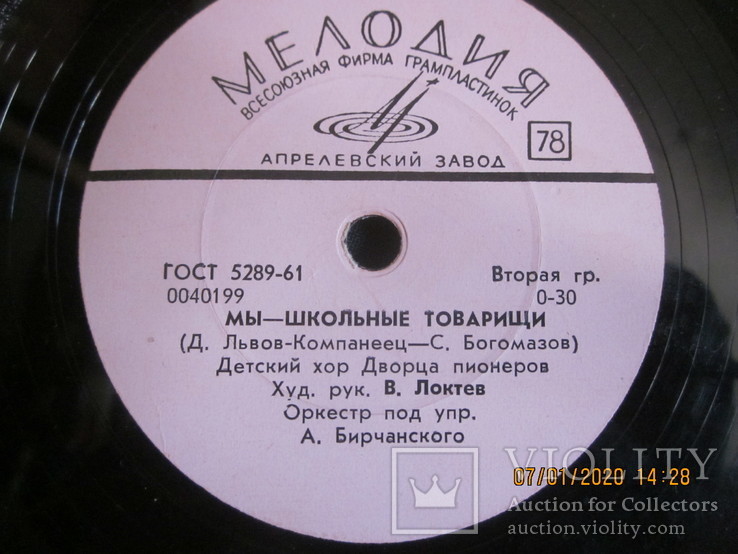 МЕЛОДИЯ
ВСЕСОЮЗНАЯ ФИРМА ГРАМПЛАСТИНОК
78
АПРЕЛЕВСКИЙ ЗАВОД
ГОСТ 5289-61 Вторая гр.
0040199 0-30
МЫ—ШКОЛЬНЫЕ ТОВАРИЩИ
(Д. Львов-Компанеец—С. Богомазов)
Детский хор Дворца пионеров
Худ. рук. В. Локтев
Оркестр под упр.
А. Бирчанского
VIOLITY
07/01/2020 14:28
Auction for Collectors
auction.violity.com